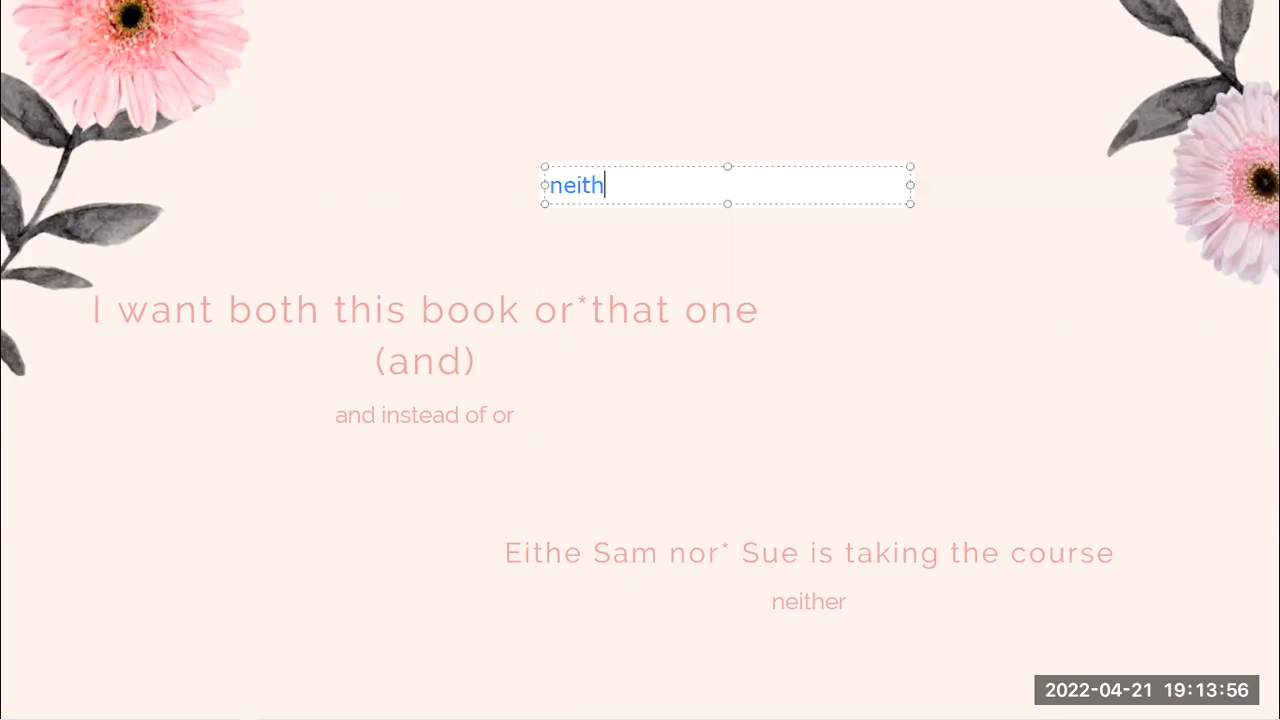 neith
I want both this book or*that one
(and)
and instead of or
Eithe Sam nor* Sue is taking the course
neither
2022-04-21 19:13:56